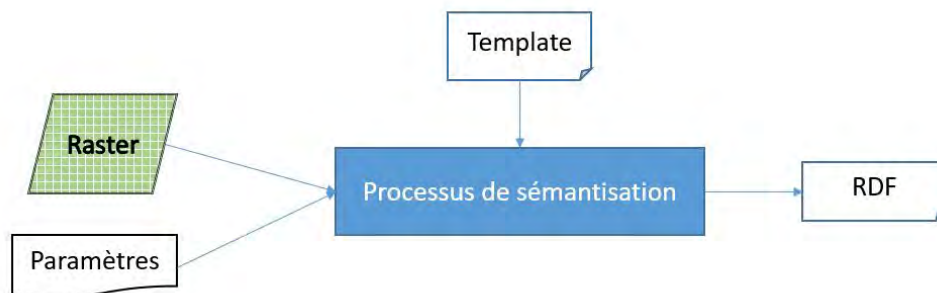 Template
Raster
Processus de sémantisation
RDF
Paramètres